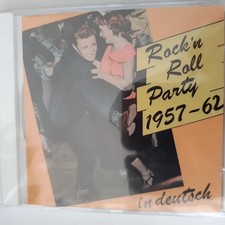 Rock'n
Roll
Party
1957-62
in deutsch